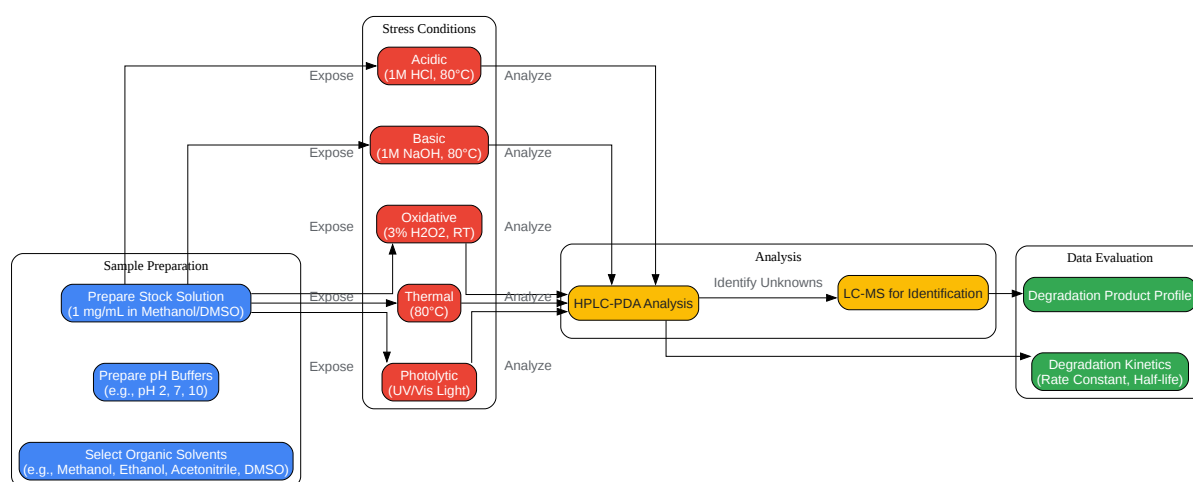 Stress Conditions
Acidic
(1M HCl, 80°C)
Expose
Analyze
Basic
(1M NaOH, 80°C)
Expose
Analyze
Oxidative
(3% H2O2, RT)
Expose
Analyze
Thermal
(80°C)
Expose
Analyze
Photolytic
(UV/Vis Light)
Expose
Analyze
Sample Preparation
Prepare Stock Solution
(1 mg/mL in Methanol/DMSO)
Prepare pH Buffers
(e.g., pH 2, 7, 10)
Select Organic Solvents
(e.g., Methanol, Ethanol, Acetonitrile, DMSO)
Analysis
HPLC-PDA Analysis
Identify Unknowns
LC-MS for Identification
Data Evaluation
Degradation Product Profile
Degradation Kinetics
(Rate Constant, Half-life)